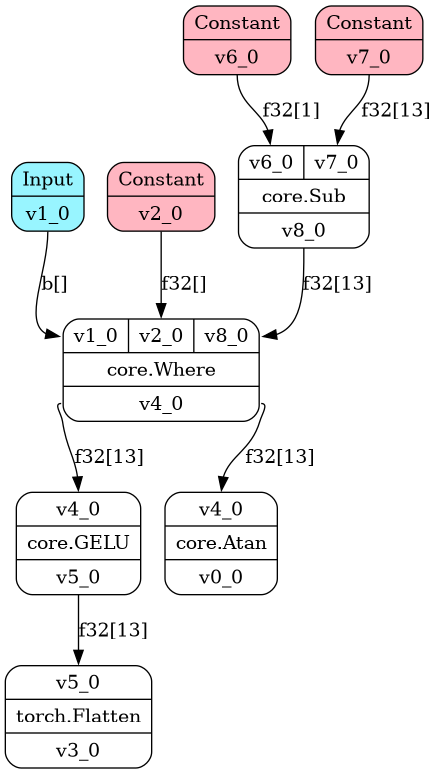 Constant
v6_0
Constant
v7_0
f32[1]
f32[13]
v6_0 v7_0
core.Sub
v8_0
Input
v1_0
Constant
v2_0
b[]
f32[]
f32[13]
v1_0 v2_0 v8_0
core.Where
v4_0
f32[13]
f32[13]
v4_0
core.GELU
v5_0
v4_0
core.Atan
v0_0
f32[13]
v5_0
torch.Flatten
v3_0